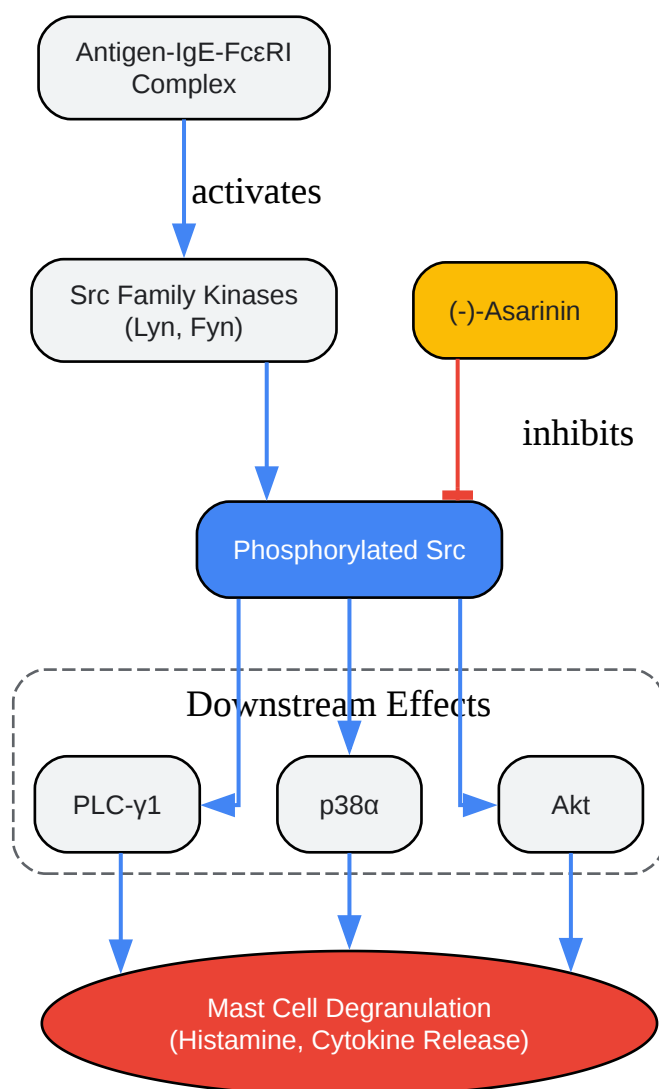 Antigen-IgE-FcεRI
Complex
activates
Src Family Kinases
(Lyn, Fyn)
(-)-Asarinin
inhibits
Phosphorylated Src
Downstream Effects
PLC-γ1
p38α
Akt
Mast Cell Degranulation
(Histamine, Cytokine Release)